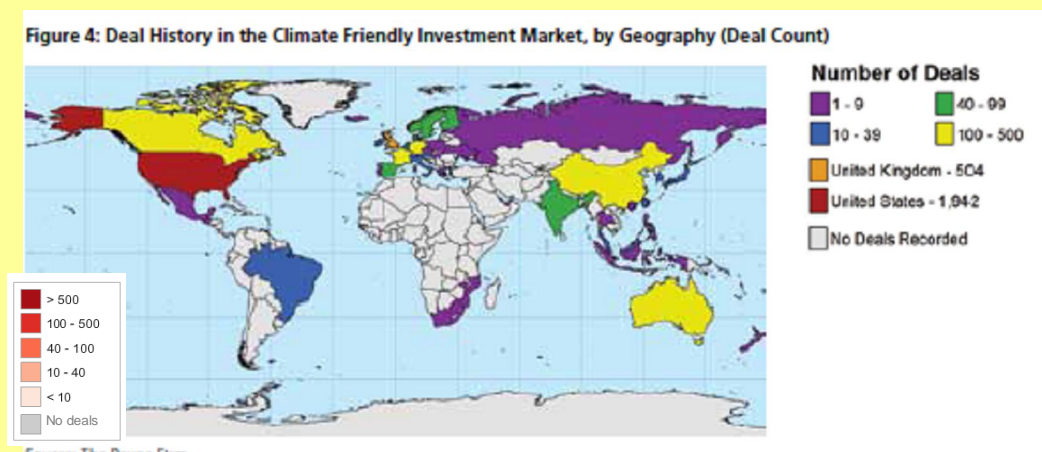 Figure 4: Deal History in the Climate Friendly Investment Market, by Geography (Deal Count)
Number of Deals
1 - 9
40 - 99
10 - 39
100 - 500
United Kingdom - 504
United States - 1,942
No Deals Recorded
> 500
100 - 500
40 - 100
10 - 40
< 10
No deals